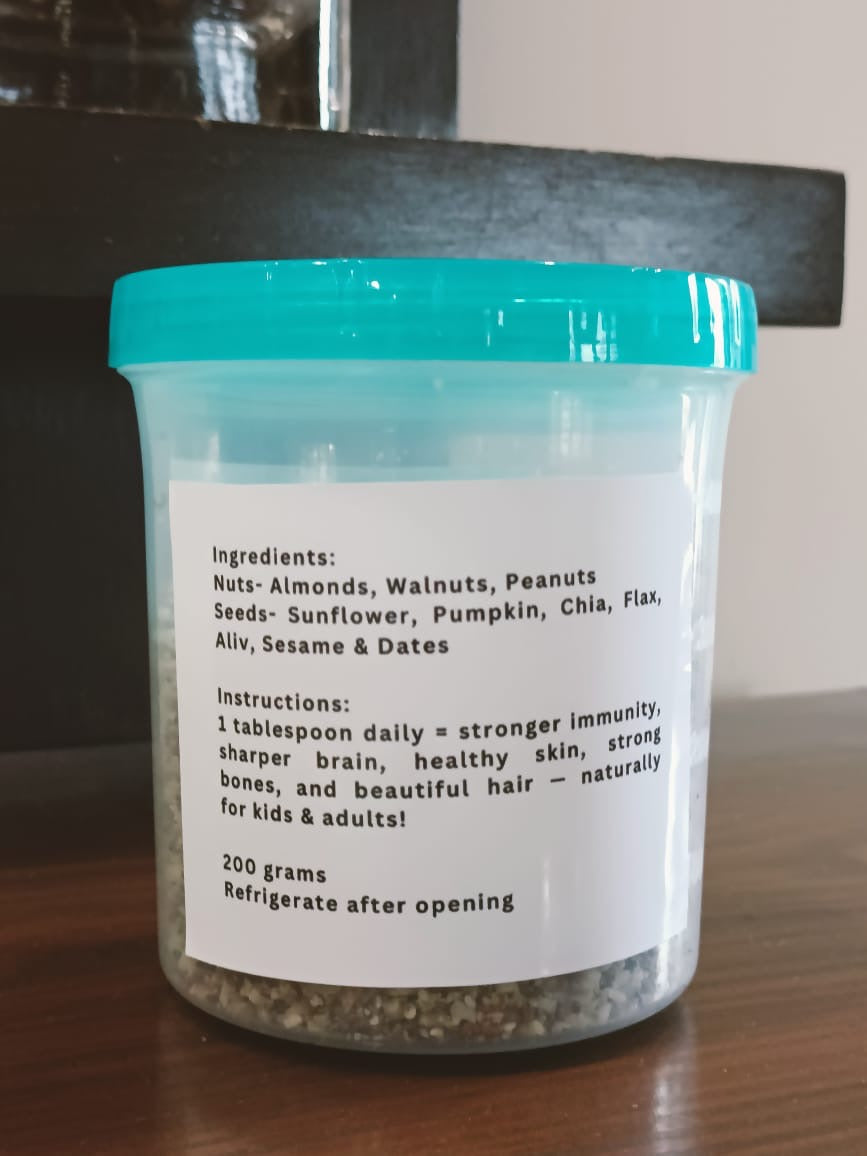 Ingredients:
Nuts- Almonds, Walnuts, Peanuts
Seeds- Sunflower, Pumpkin, Chia, Flax,
Aliv, Sesame & Dates
Instructions:
1 tablespoon daily = stronger immunity,
sharper brain, healthy skin, strong
bones, and beautiful hair – naturally
for kids & adults!
200 grams
Refrigerate after opening